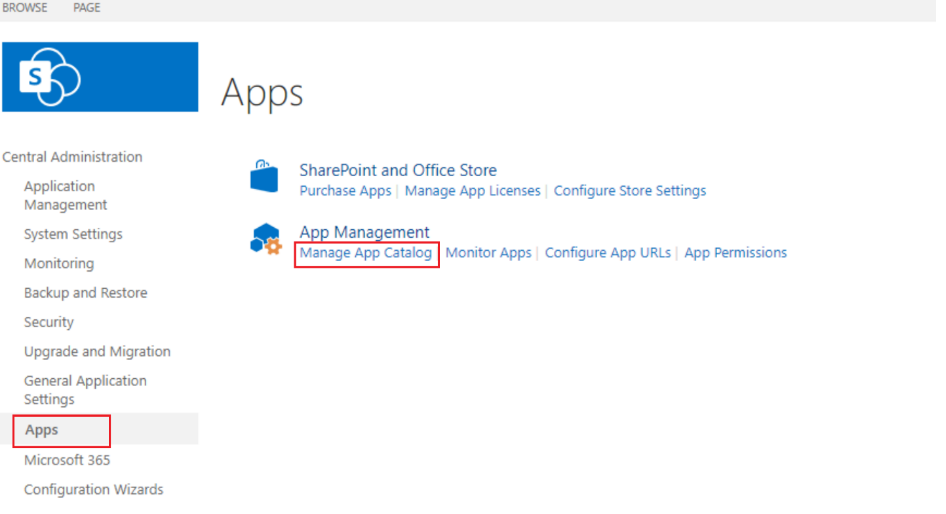 BROWSE PAGE
S
Apps
Central Administration
Application
Management
System Settings
Monitoring
Backup and Restore
Security
Upgrade and Migration
General Application
Settings
Apps
Microsoft 365
Configuration Wizards
SharePoint and Office Store
Purchase Apps | Manage App Licenses | Configure Store Settings
App Management
Manage App Catalog | Monitor Apps | Configure App URLs | App Permissions